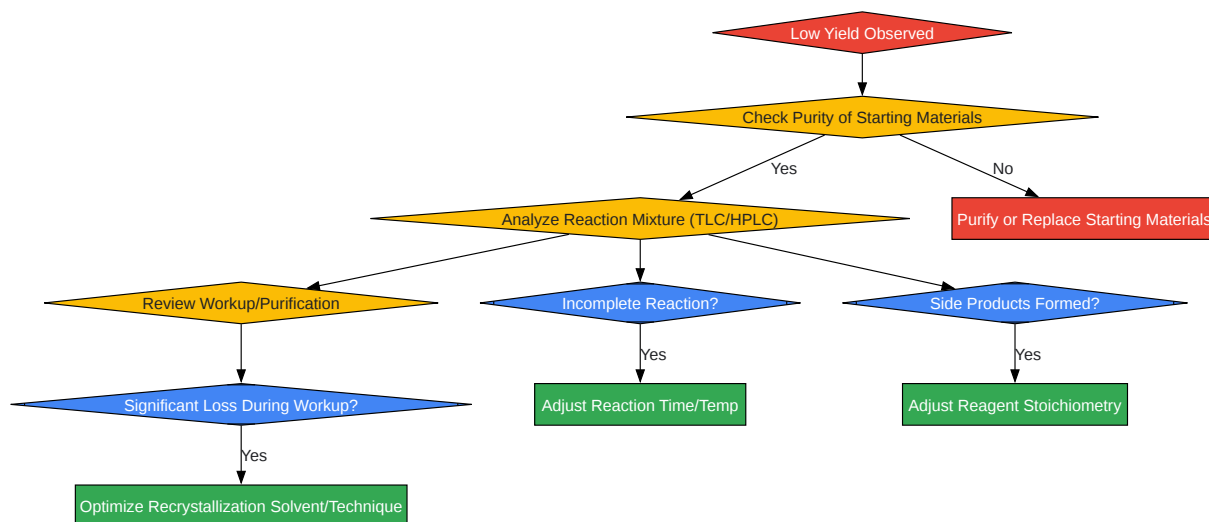 Low Yield Observed
Check Purity of Starting Materials
Yes
No
Analyze Reaction Mixture (TLC/HPLC)
Purify or Replace Starting Materials
Review Workup/Purification
Incomplete Reaction?
Side Products Formed?
Yes
Yes
Significant Loss During Workup?
Adjust Reaction Time/Temp
Adjust Reagent Stoichiometry
Yes
Optimize Recrystallization Solvent/Technique